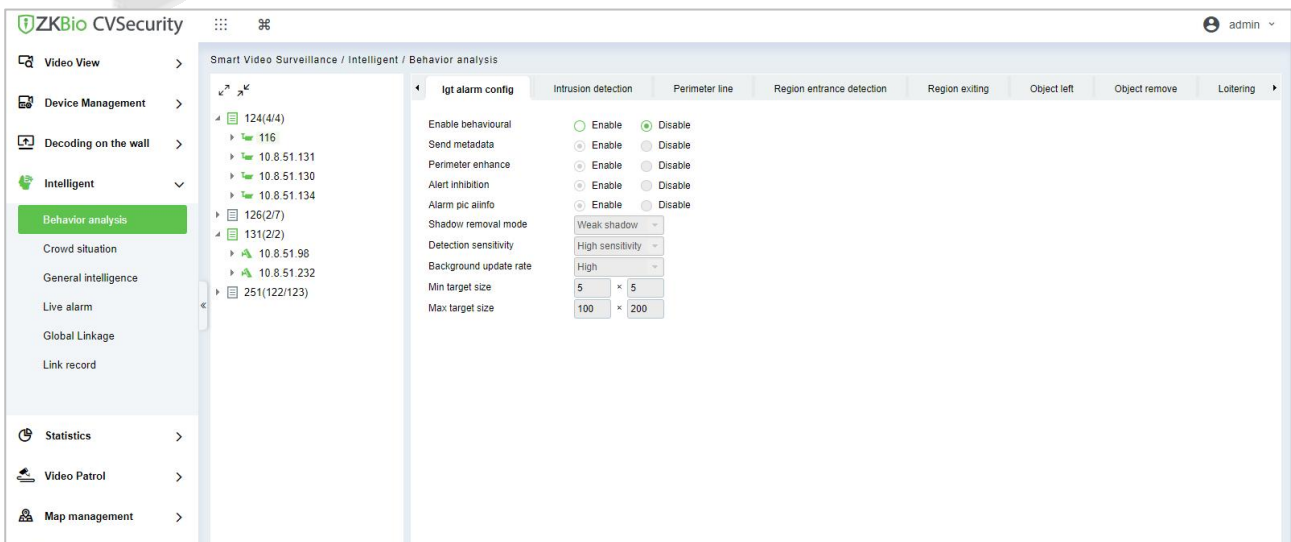 ZKBio CVSecurity
admin
Video View
Device Management
Decoding on the wall
Intelligent
Behavior analysis
Crowd situation
General intelligence
Live alarm
Global Linkage
Link record
Statistics
Video Patrol
Map management
Smart Video Surveillance / Intelligent / Behavior analysis
124(4/4)
116
10.8.51.131
10.8.51.130
10.8.51.134
126(2/7)
131(2/2)
10.8.51.98
10.8.51.232
251(122/123)
Igt alarm config Intrusion detection Perimeter line Region entrance detection Region exiting Object left Object remove Loitering
Enable behavioural Enable Disable
Send metadata Enable Disable
Perimeter enhance Enable Disable
Alert inhibition Enable Disable
Alarm pic aiinfo Enable Disable
Shadow removal mode Weak shadow
Detection sensitivity High sensitivity
Background update rate High
Min target size 5 × 5
Max target size 100 × 200